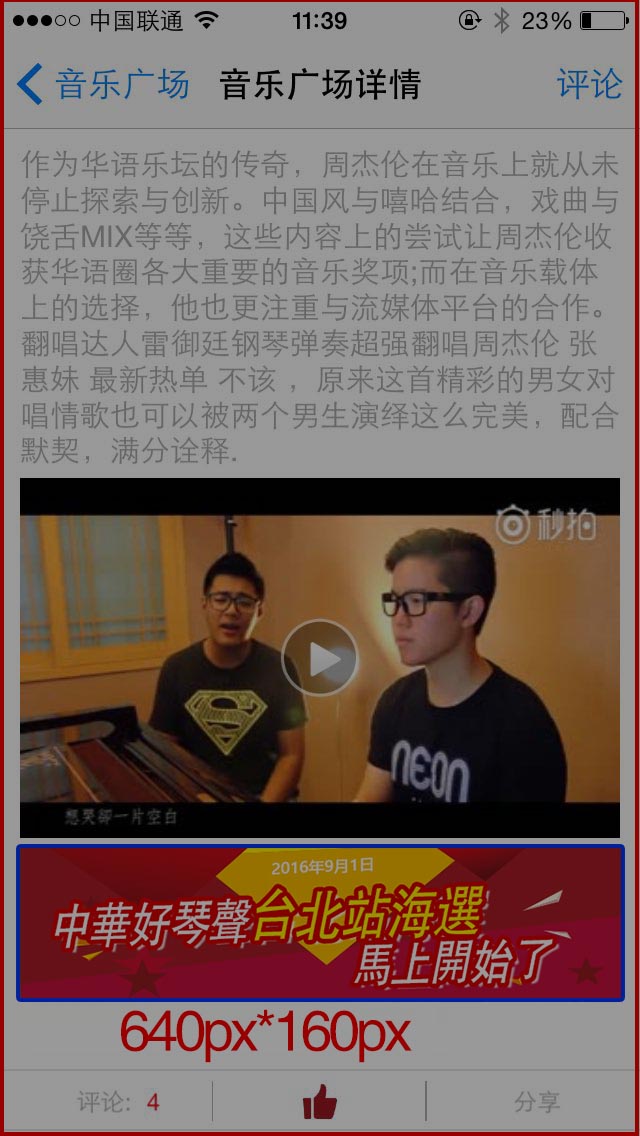 中国联通 11:39 23%
音乐广场 音乐广场详情 评论
作为华语乐坛的传奇，周杰伦在音乐上就从未
停止探索与创新。中国风与嘻哈结合，戏曲与
饶舌MIX等等，这些内容上的尝试让周杰伦收
获华语圈各大重要的音乐奖项;而在音乐载体
上的选择，他也更注重与流媒体平台的合作。
翻唱达人雷御廷钢琴弹奏超强翻唱周杰伦 张
惠妹 最新热单 不该 ，原来这首精彩的男女对
唱情歌也可以被两个男生演绎这么完美，配合
默契，满分诠释.
秒拍
S
neon
想哭卻一片空白
2016年9月1日
中華好琴聲台北站海選
馬上開始了
640px*160px
评论: 4 分享